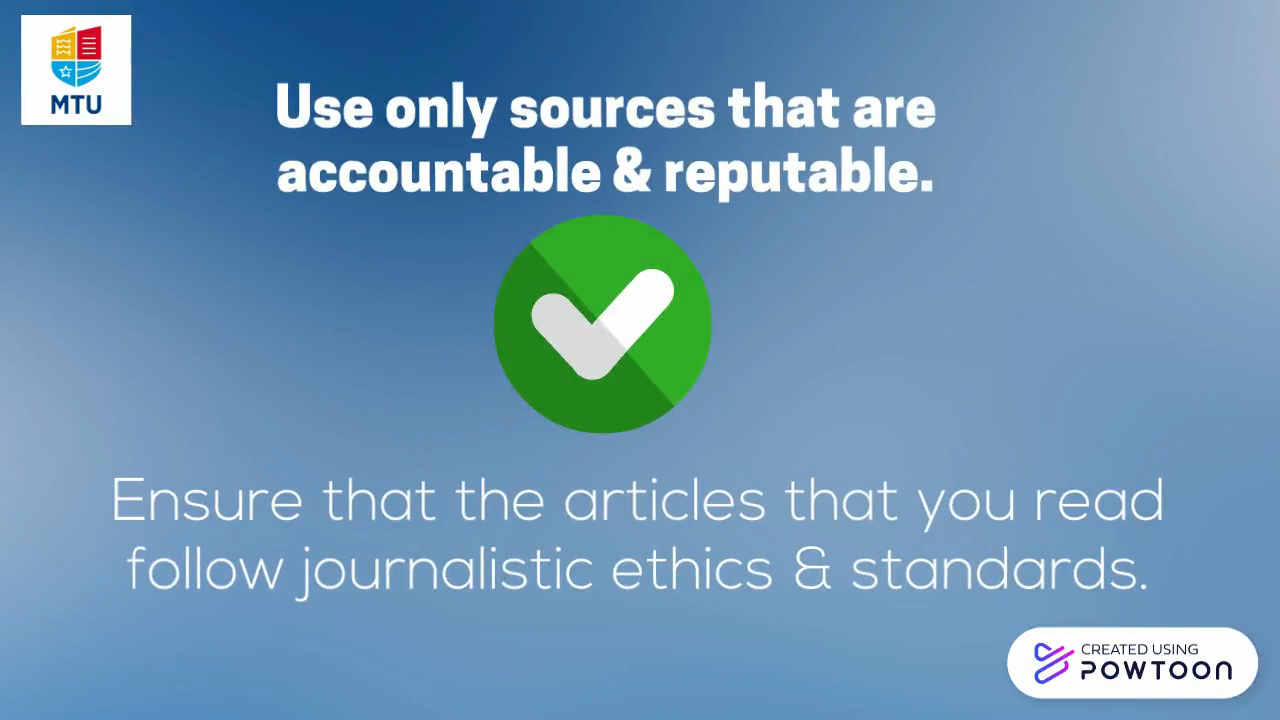 MTU
Use only sources that are
accountable & reputable.
Ensure that the articles that you read
follow journalistic ethics & standards.
CREATED USING
POWTOON